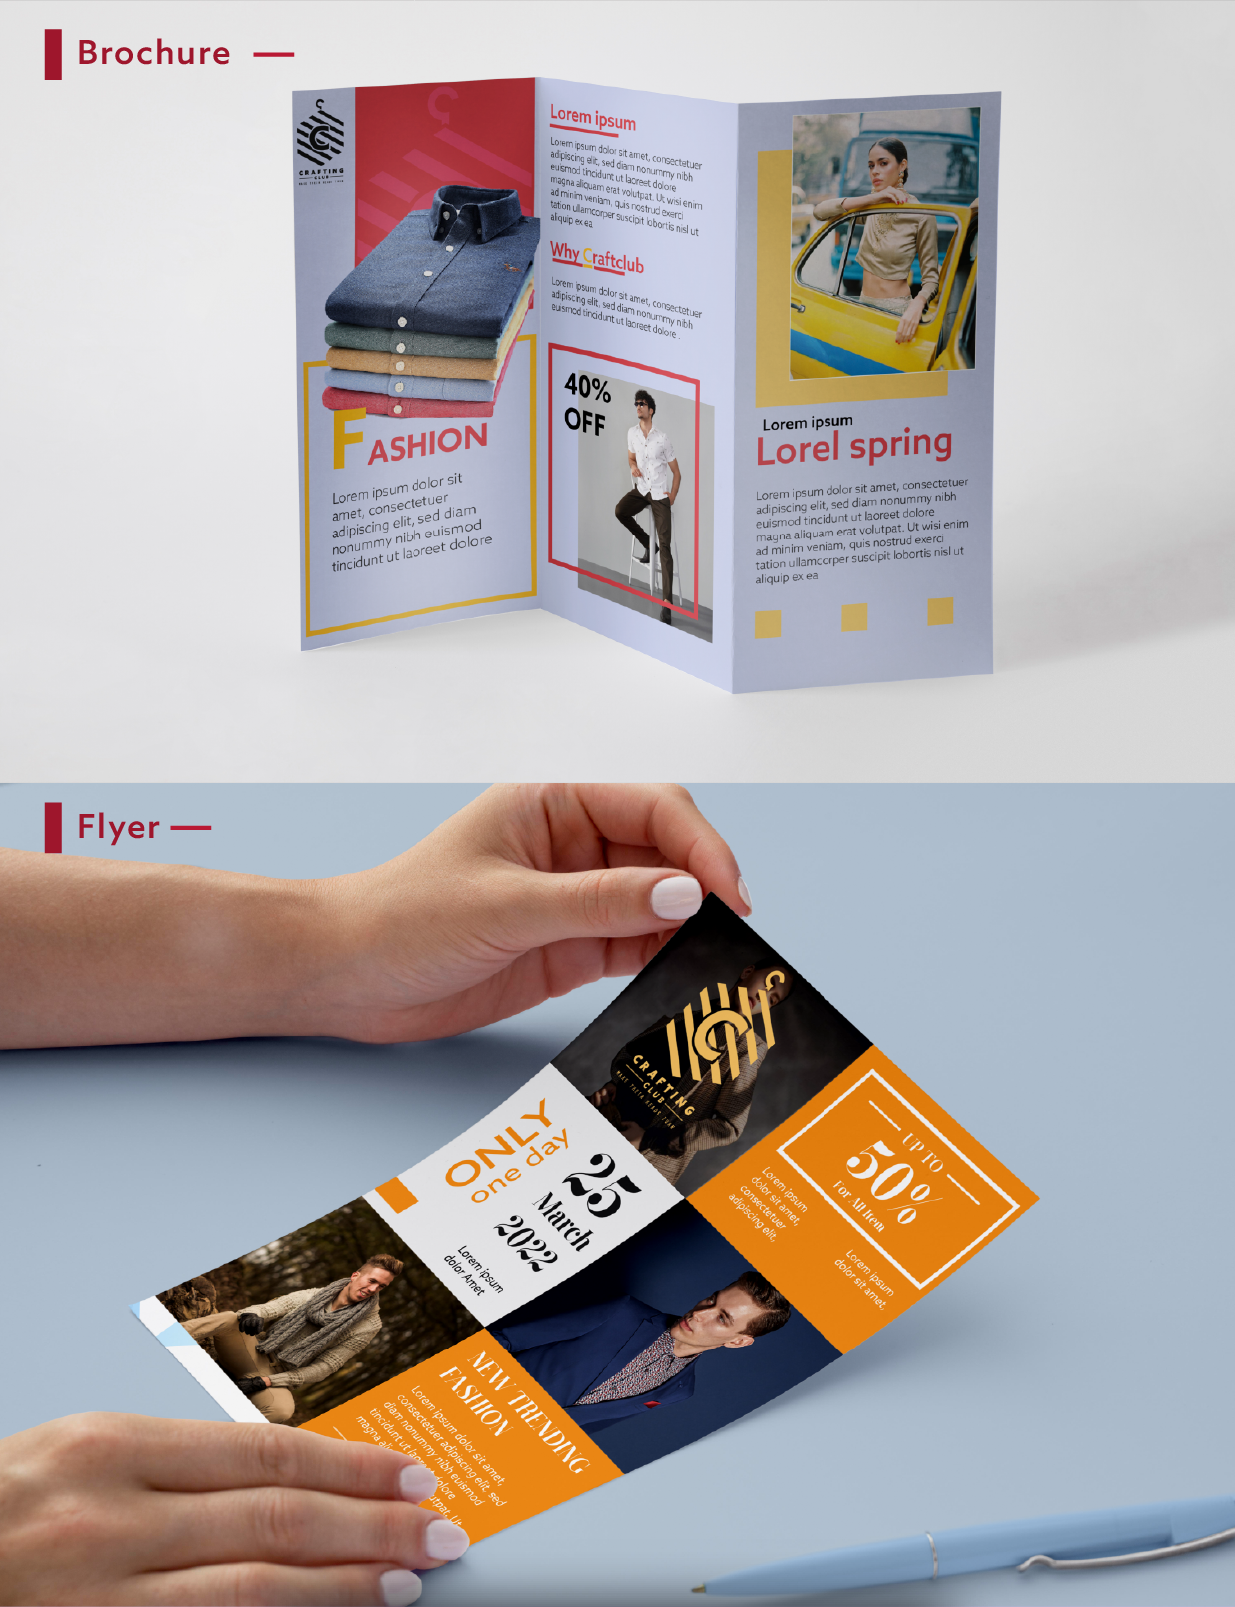 Brochure
CRAFTING
CLUB
FASHION
Lorem ipsum dolor sit
amet, consectetuer
adipiscing elit, sed diam
nonummy nibh euismod
tincidunt ut laoreet dolore
Lorem ipsum
Lorem ipsum dolor sit amet, consectetuer
adipiscing elit, sed diam nonummy nibh
euismod tincidunt ut laoreet dolore
magna aliquam erat volutpat. Ut wisi enim
ad minim veniam, quis nostrud exerci
tation ullamcorper suscipit lobortis nisl ut
aliquip ex ea
Why Craftclub
Lorem ipsum dolor sit amet, consectetuer
adipiscing elit, sed diam nonummy nibh
euismod tincidunt ut laoreet dolore .
40%
OFF
Lorem ipsum
Lorel spring
Lorem ipsum dolor sit amet, consectetuer
adipiscing elit, sed diam nonummy nibh
euismod tincidunt ut laoreet dolore
magna aliquam erat volutpat. Ut wisi enim
ad minim veniam, quis nostrud exerci
tation ullamcorper suscipit lobortis nisl ut
aliquip ex ea
Flyer
CRAFTING
CLUB
UP TO
50%
For All Item
Lorem ipsum
dolor sit amet,
consectetuer
adipiscing elit,
Lorem ipsum
dolor sit amet,
ONLY
one day
25
March
2022
Lorem ipsum
dolor Amet
NEW TRENDING
FASHION
Lorem ipsum dolor sit amet,
consectetuer adipiscing elit, sed
diam nonummy nibh euismod
tincidunt ut laoreet dolore
magna
Ut